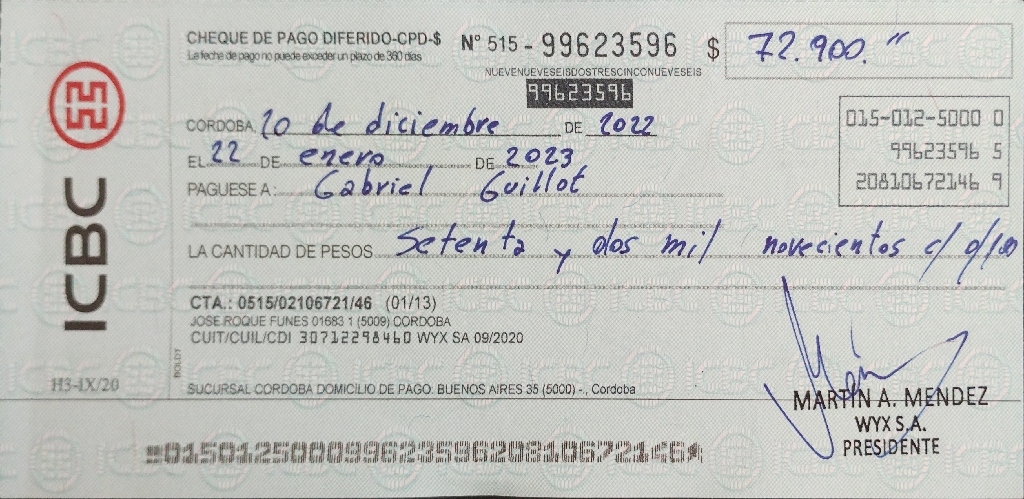 CHEQUE DE PAGO DIFERIDO-CPD-$ N° 515 - 99623596 $ 72.900.''
La fecha de pago no puede exceder un plazo de 360 días
NUEVENUEVESEISDOSTRESCINCONUEVESEIS
99623596
CORDOBA, 20 de diciembre DE 2022
EL 22 DE enero DE 2023
PAGUESE A: Gabriel Guillot
015-012-5000 0
99623596 5
20810672146 9
LA CANTIDAD DE PESOS Setenta y dos mil novecientos c/ 0/00
CTA.: 0515/02106721/46 (01/13)
JOSE ROQUE FUNES 01683 1 (5009) CORDOBA
CUIT/CUIL/CDI 30712298460 WYX SA 09/2020
SUCURSAL CORDOBA DOMICILIO DE PAGO: BUENOS AIRES 35 (5000) - , Cordoba
ICBC
BOLDT
H3-IX/20
MARTIN A. MENDEZ
WYX S.A.
PRESIDENTE
015012500099623596208106721464